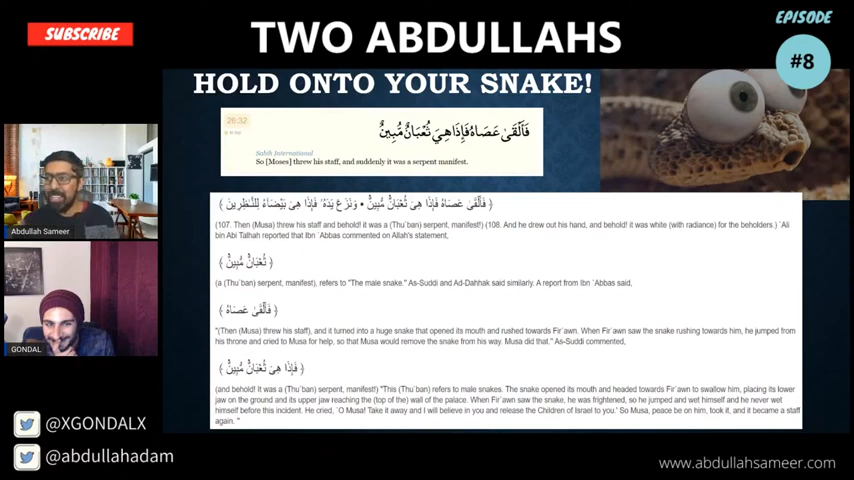 SUBSCRIBE
TWO ABDULLAHS
EPISODE
#8
HOLD ONTO YOUR SNAKE!
26:32
فَأَلْقَىٰ عَصَاهُ فَإِذَا هِيَ ثُعْبَانٌ مُّبِينٌ
Sahih International
So [Moses] threw his staff, and suddenly it was a serpent manifest.
﴿ فَأَلْقَىٰ عَصَاهُ فَإِذَا هِىَ ثُعْبَانٌ مُّبِينٌ • وَنَزَعَ يَدَهُ فَإِذَا هِىَ بَيْضَاءُ لِلنَّـظِرِينَ ﴾
(107. Then (Musa) threw his staff and behold! it was a (Thu`ban) serpent, manifest!) (108. And he drew out his hand, and behold! it was white (with radiance) for the beholders.) `Ali
bin Abi Talhah reported that Ibn `Abbas commented on Allah's statement,
﴿ ثُعْبَانٌ مُّبِينٌ ﴾
(a (Thu`ban) serpent, manifest), refers to "The male snake." As-Suddi and Ad-Dahhak said similarly. A report from Ibn `Abbas said,
﴿ فَأَلْقَىٰ عَصَاهُ ﴾
"(Then (Musa) threw his staff), and it turned into a huge snake that opened its mouth and rushed towards Fir`awn. When Fir`awn saw the snake rushing towards him, he jumped from
his throne and cried to Musa for help, so that Musa would remove the snake from his way. Musa did that." As-Suddi commented,
﴿ فَإِذَا هِىَ ثُعْبَانٌ مُّبِينٌ ﴾
(and behold! It was a (Thu`ban) serpent, manifest!) "This (Thu`ban) refers to male snakes. The snake opened its mouth and headed towards Fir`awn to swallow him, placing its lower
jaw on the ground and its upper jaw reaching the (top of the) wall of the palace. When Fir`awn saw the snake, he was frightened, so he jumped and wet himself and he never wet
himself before this incident. He cried, `O Musa! Take it away and I will believe in you and release the Children of Israel to you.' So Musa, peace be on him, took it, and it became a staff
again. "
Abdullah Sameer
GONDAL
@XGONDALX
@abdullahadam
www.abdullahsameer.com